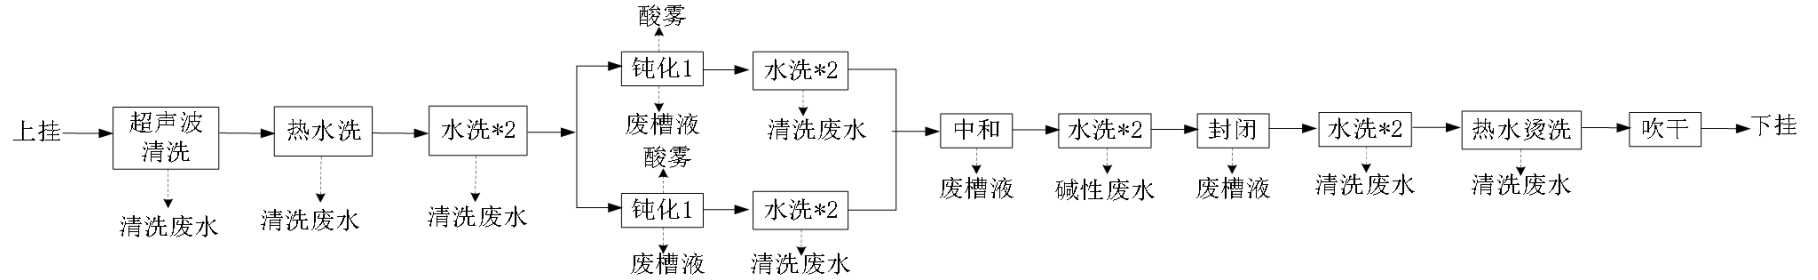 上挂
超声波
清洗
清洗废水
热水洗
清洗废水
水洗*2
清洗废水
酸雾
钝化1
废槽液
水洗*2
清洗废水
酸雾
钝化1
废槽液
水洗*2
清洗废水
中和
废槽液
水洗*2
碱性废水
封闭
废槽液
水洗*2
清洗废水
热水烫洗
清洗废水
吹干
下挂